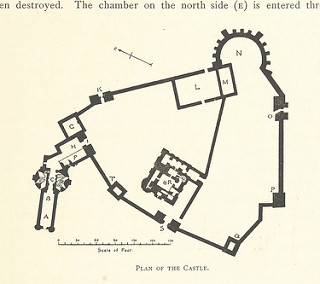 en destroyed. The chamber on the north side (E) is entered thr
N
M
L
K
O
G
H
F
T
B
A
S
P
Q
Scale of Feet
PLAN OF THE CASTLE.